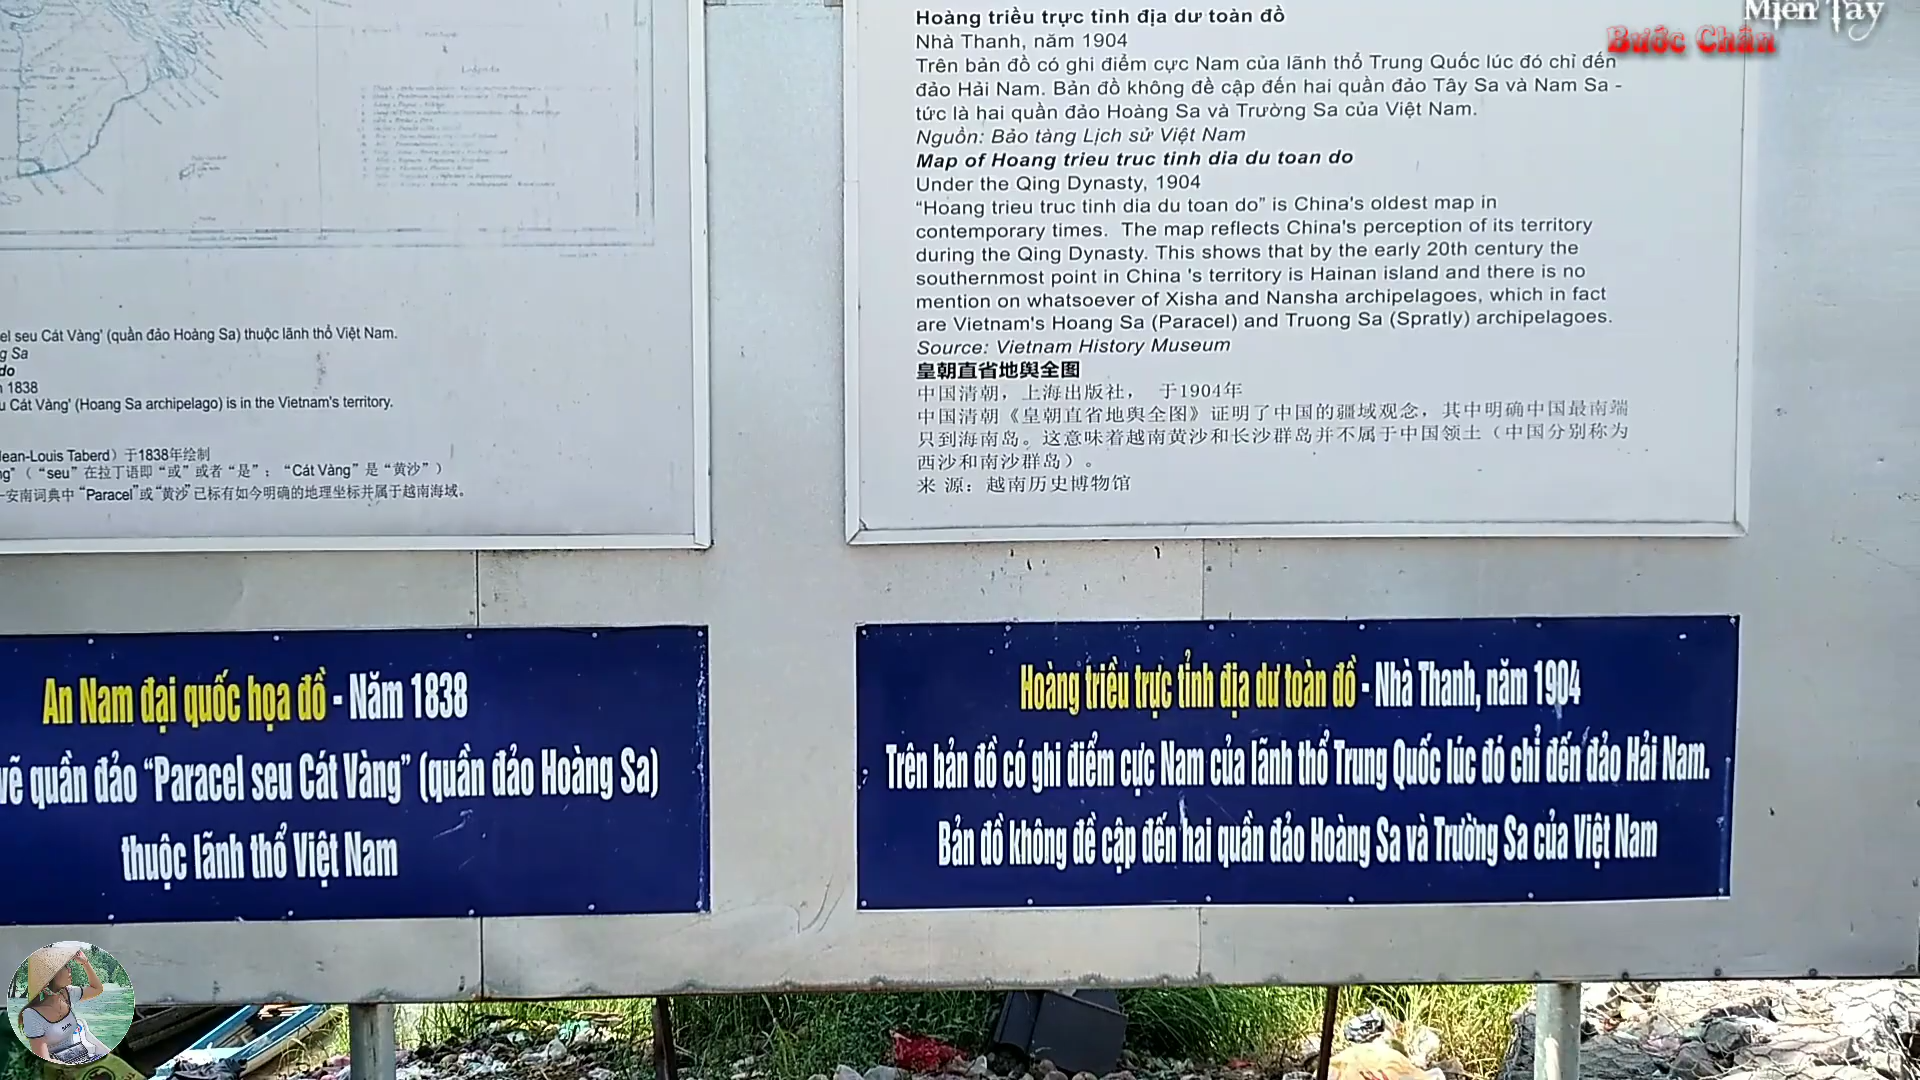 Miền Tây
Bước Chân
el seu Cát Vàng' (quần đảo Hoàng Sa) thuộc lãnh thổ Việt Nam.
g Sa
do
n 1838
u Cát Vàng' (Hoang Sa archipelago) is in the Vietnam's territory.
Jean-Louis Taberd）于1838年绘制
ng”（ “seu” 在拉丁语即 “或” 或者 “是” ； “Cát Vàng” 是 “黄沙” ）
安南词典中 “Paracel”或“黄沙”已标有如今明确的地理坐标并属于越南海域。
Hoàng triều trực tỉnh địa dư toàn đồ
Nhà Thanh, năm 1904
Trên bản đồ có ghi điểm cực Nam của lãnh thổ Trung Quốc lúc đó chỉ đến
đảo Hải Nam. Bản đồ không đề cập đến hai quần đảo Tây Sa và Nam Sa -
tức là hai quần đảo Hoàng Sa và Trường Sa của Việt Nam.
Nguồn: Bảo tàng Lịch sử Việt Nam
Map of Hoang trieu truc tinh dia du toan do
Under the Qing Dynasty, 1904
“Hoang trieu truc tinh dia du toan do” is China's oldest map in
contemporary times. The map reflects China's perception of its territory
during the Qing Dynasty. This shows that by the early 20th century the
southernmost point in China 's territory is Hainan island and there is no
mention on whatsoever of Xisha and Nansha archipelagoes, which in fact
are Vietnam's Hoang Sa (Paracel) and Truong Sa (Spratly) archipelagoes.
Source: Vietnam History Museum
皇朝直省地舆全图
中国清朝，上海出版社， 于1904年
中国清朝《皇朝直省地舆全图》证明了中国的疆域观念，其中明确中国最南端
只到海南岛。这意味着越南黄沙和长沙群岛并不属于中国领土（中国分别称为
西沙和南沙群岛）。
来 源：越南历史博物馆
An Nam đại quốc họa đồ - Năm 1838
vẽ quần đảo “Paracel seu Cát Vàng” (quần đảo Hoàng Sa)
thuộc lãnh thổ Việt Nam
Hoàng triều trực tỉnh địa dư toàn đồ - Nhà Thanh, năm 1904
Trên bản đồ có ghi điểm cực Nam của lãnh thổ Trung Quốc lúc đó chỉ đến đảo Hải Nam.
Bản đồ không đề cập đến hai quần đảo Hoàng Sa và Trường Sa của Việt Nam